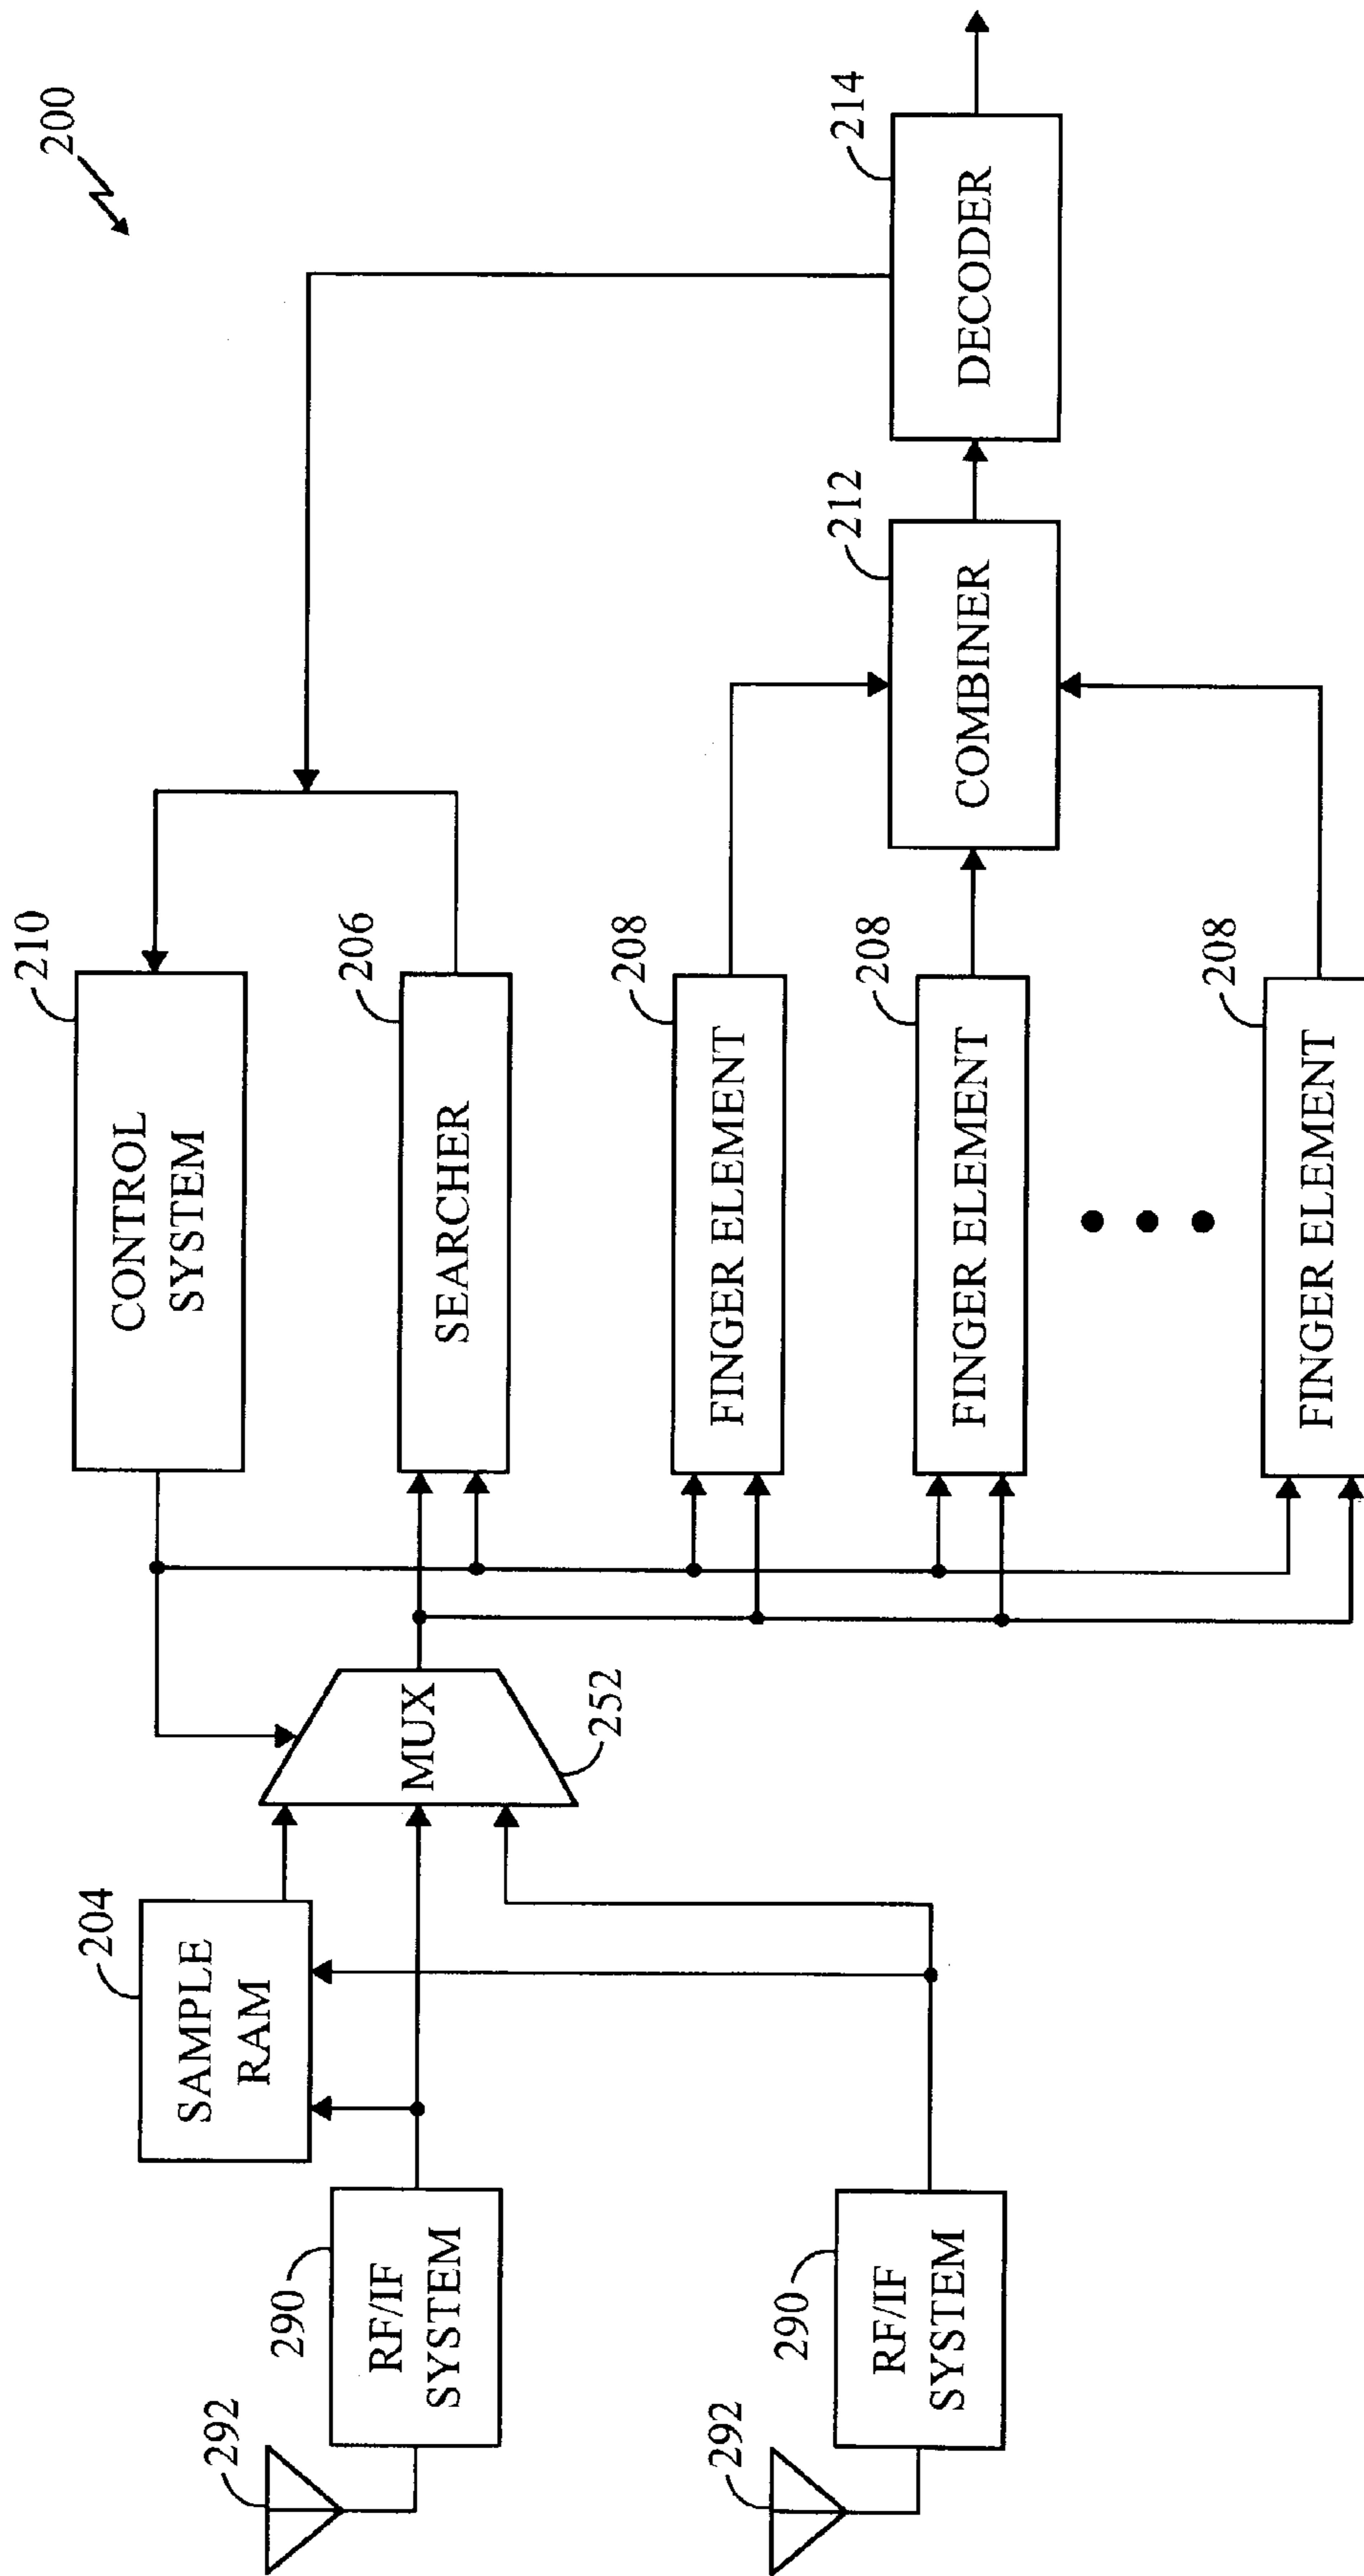 200
210
CONTROL
SYSTEM
204
SAMPLE
RAM
206
SEARCHER
MUX
252
292
290
RF/IF
SYSTEM
208
FINGER ELEMENT
212
COMBINER
214
DECODER
292
290
RF/IF
SYSTEM
208
FINGER ELEMENT
208
FINGER ELEMENT